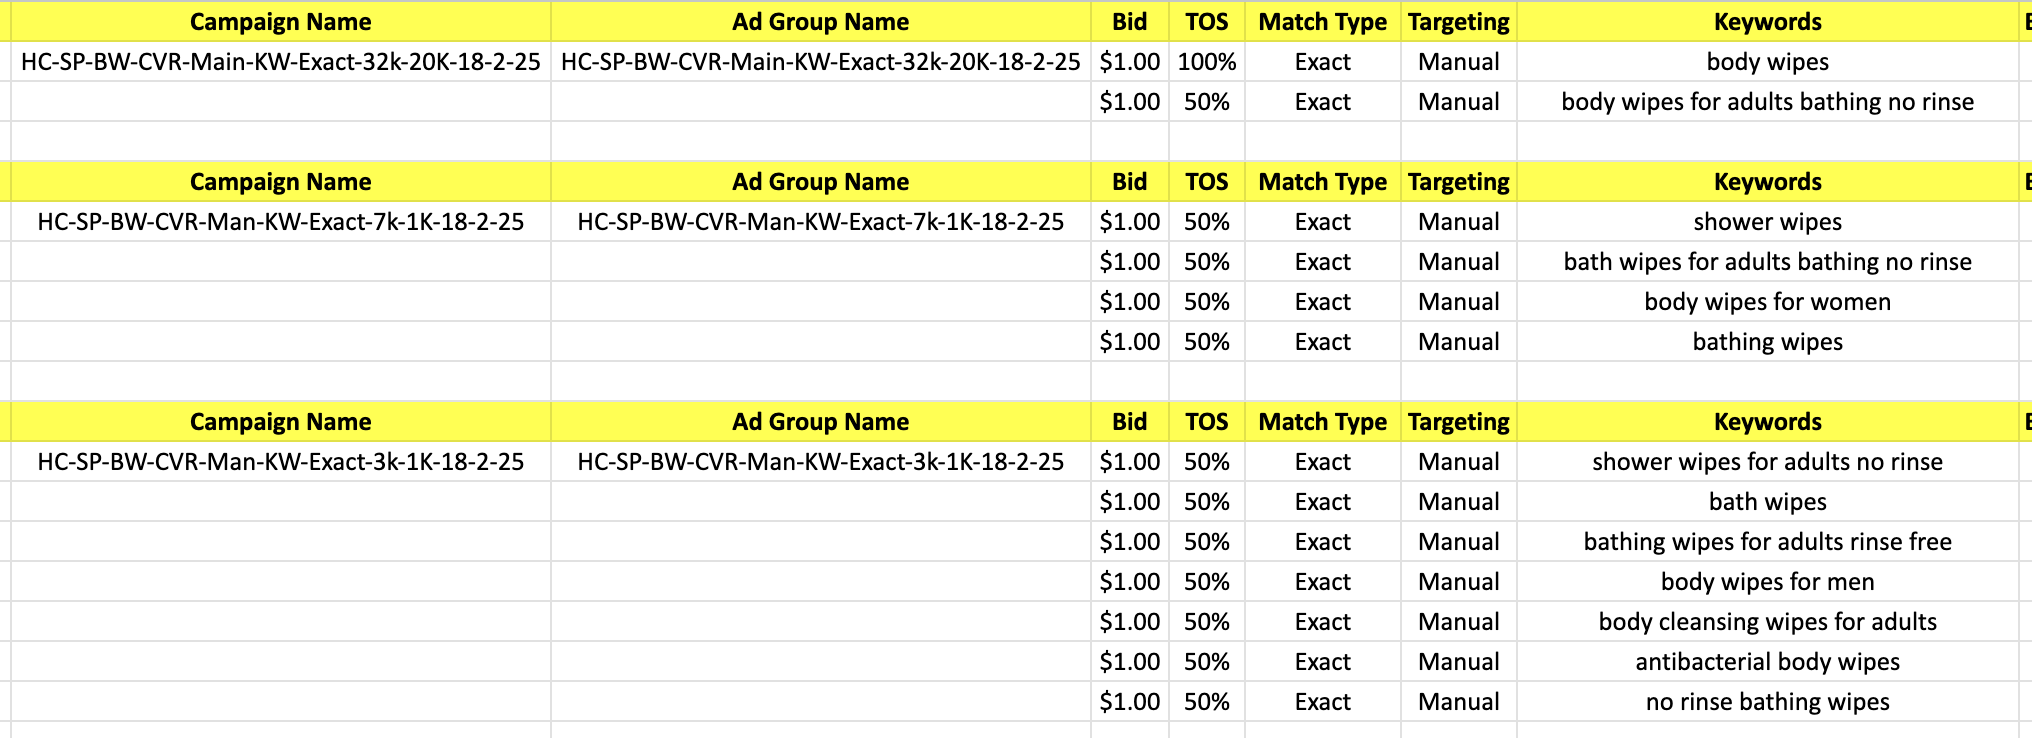 Campaign Name Ad Group Name Bid TOS Match Type Targeting Keywords
HC-SP-BW-CVR-Main-KW-Exact-32k-20K-18-2-25 HC-SP-BW-CVR-Main-KW-Exact-32k-20K-18-2-25 $1.00 100% Exact Manual body wipes
$1.00 50% Exact Manual body wipes for adults bathing no rinse
Campaign Name Ad Group Name Bid TOS Match Type Targeting Keywords
HC-SP-BW-CVR-Man-KW-Exact-7k-1K-18-2-25 HC-SP-BW-CVR-Man-KW-Exact-7k-1K-18-2-25 $1.00 50% Exact Manual shower wipes
$1.00 50% Exact Manual bath wipes for adults bathing no rinse
$1.00 50% Exact Manual body wipes for women
$1.00 50% Exact Manual bathing wipes
Campaign Name Ad Group Name Bid TOS Match Type Targeting Keywords
HC-SP-BW-CVR-Man-KW-Exact-3k-1K-18-2-25 HC-SP-BW-CVR-Man-KW-Exact-3k-1K-18-2-25 $1.00 50% Exact Manual shower wipes for adults no rinse
$1.00 50% Exact Manual bath wipes
$1.00 50% Exact Manual bathing wipes for adults rinse free
$1.00 50% Exact Manual body wipes for men
$1.00 50% Exact Manual body cleansing wipes for adults
$1.00 50% Exact Manual antibacterial body wipes
$1.00 50% Exact Manual no rinse bathing wipes